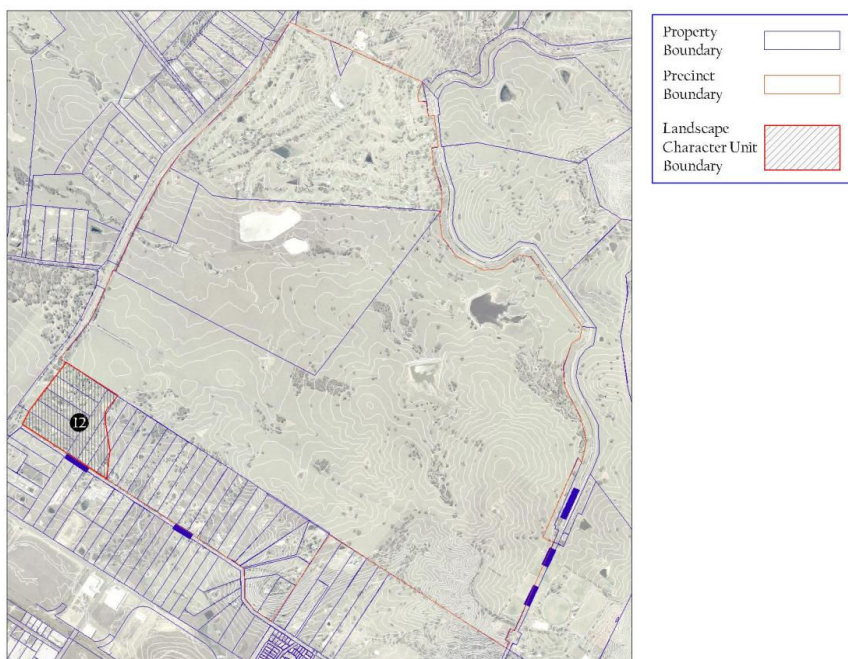 Property
Boundary
Precinct
Boundary
Landscape
Character Unit
Boundary
12